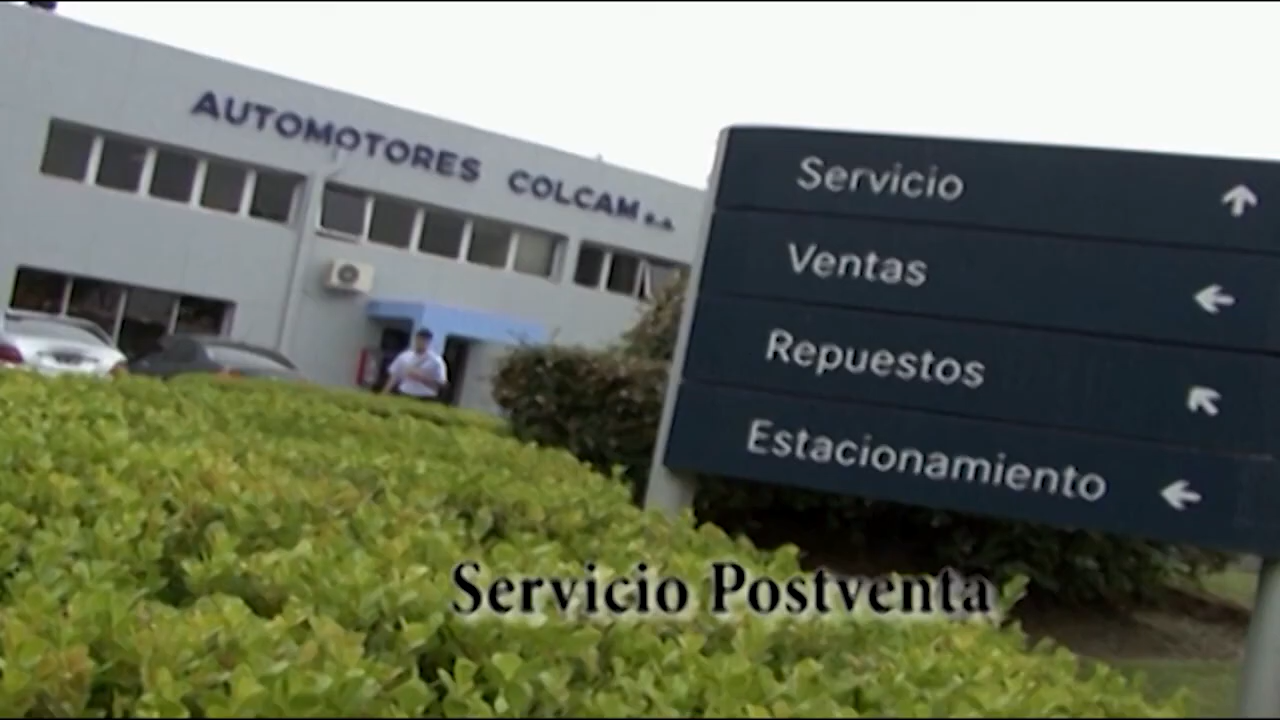 AUTOMOTORES COLCAM s.a.
Servicio
Ventas
Repuestos
Estacionamiento
Servicio Postventa